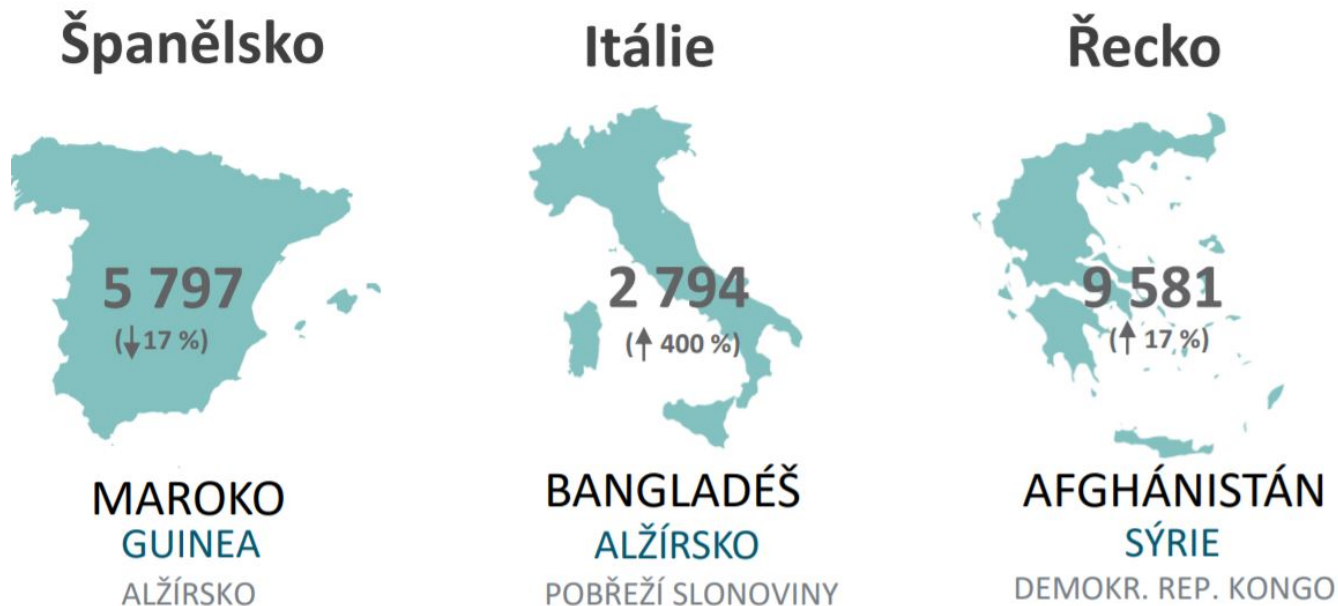 Španělsko
5 797
(↓17 %)
MAROKO
GUINEA
ALŽÍRSKO
Itálie
2 794
(↑ 400 %)
BANGLADÉŠ
ALŽÍRSKO
POBŘEŽÍ SLONOVINY
Řecko
9 581
(↑ 17 %)
AFGHÁNISTÁN
SÝRIE
DEMOKR. REP. KONGO